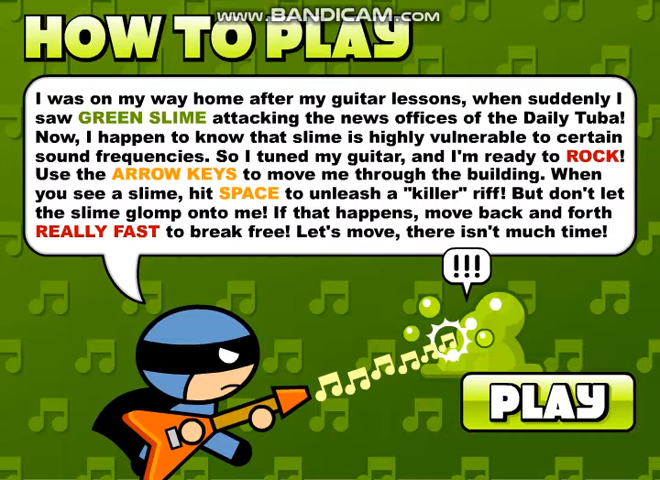 www.BANDICAM.com
HOW TO PLAY
I was on my way home after my guitar lessons, when suddenly I
saw GREEN SLIME attacking the news offices of the Daily Tuba!
Now, I happen to know that slime is highly vulnerable to certain
sound frequencies. So I tuned my guitar, and I'm ready to ROCK!
Use the ARROW KEYS to move me through the building. When
you see a slime, hit SPACE to unleash a "killer" riff! But don't let
the slime glomp onto me! If that happens, move back and forth
REALLY FAST to break free! Let's move, there isn't much time!
!!!
PLAY
www.BANDICAM.com